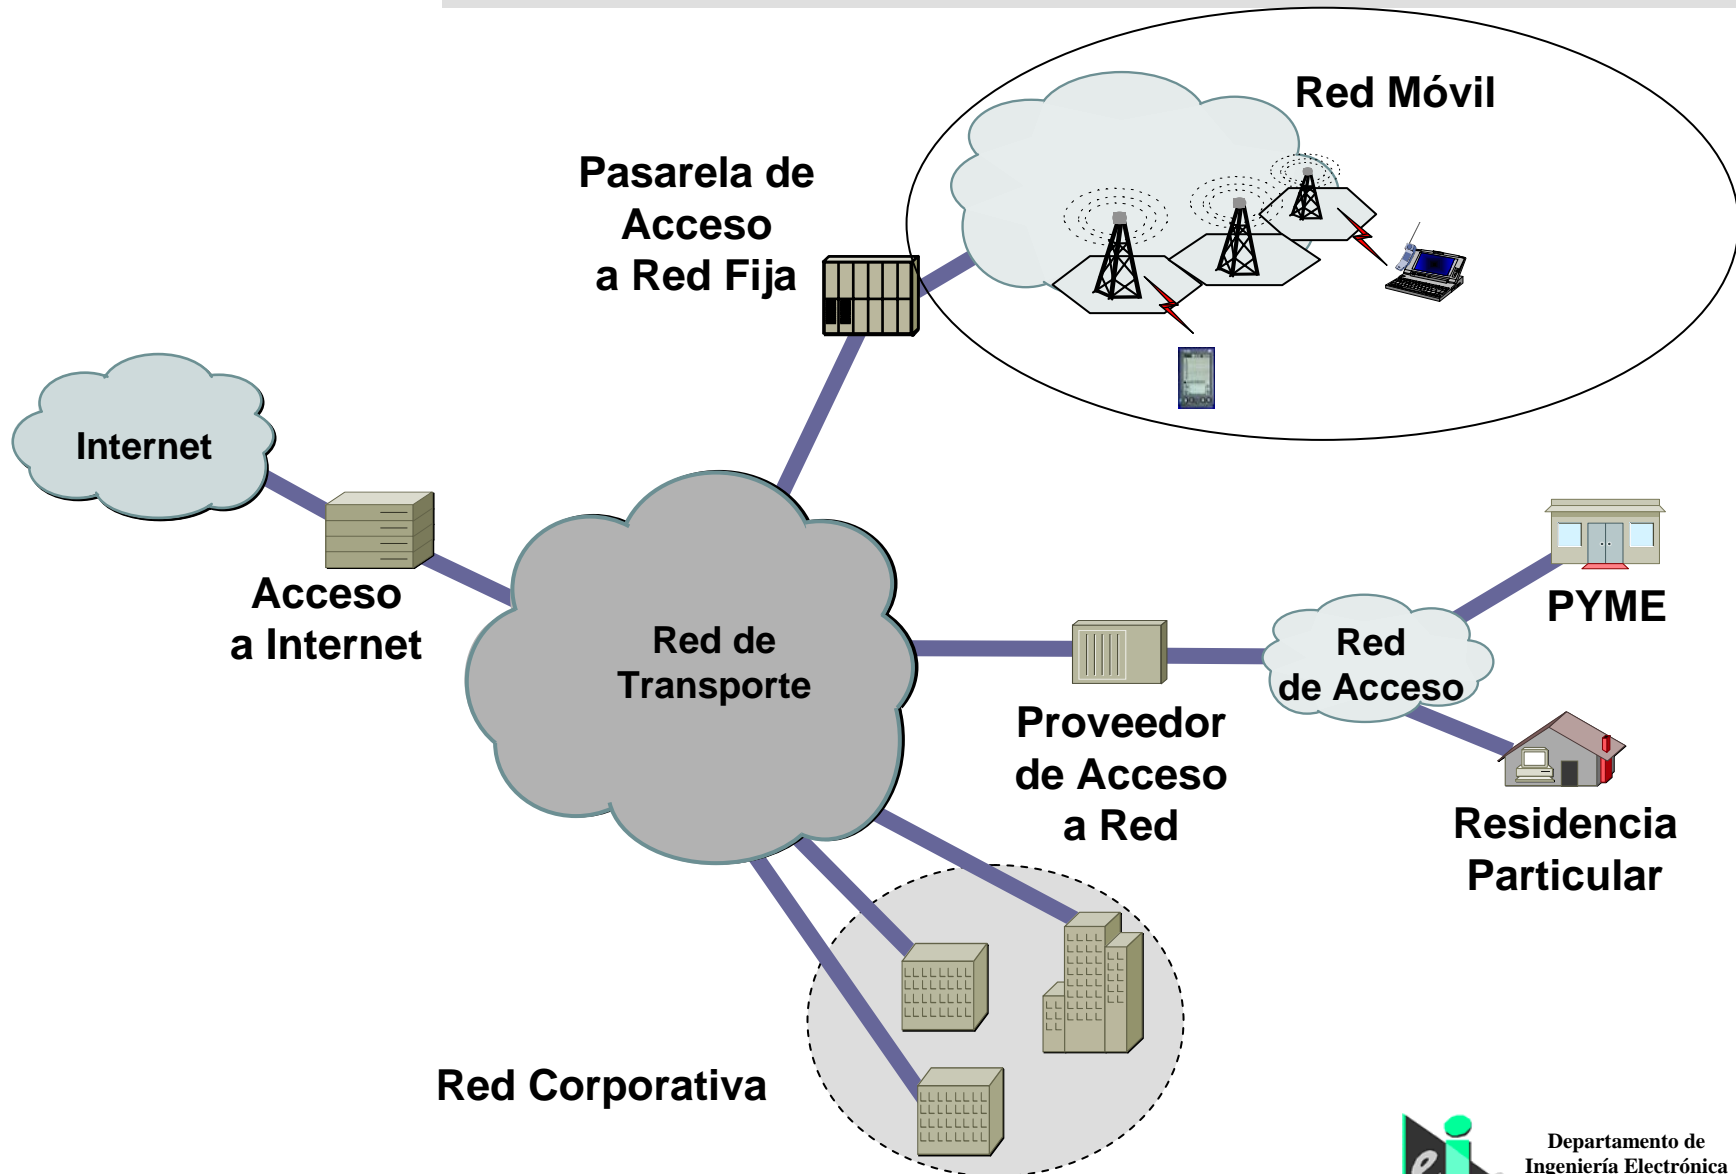 Red Móvil
Pasarela de
Acceso
a Red Fija
Internet
Acceso
a Internet
Red de
Transporte
PYME
Red
de Acceso
Proveedor
de Acceso
a Red
Residencia
Particular
Red Corporativa
Departamento de
Ingeniería Electrónica